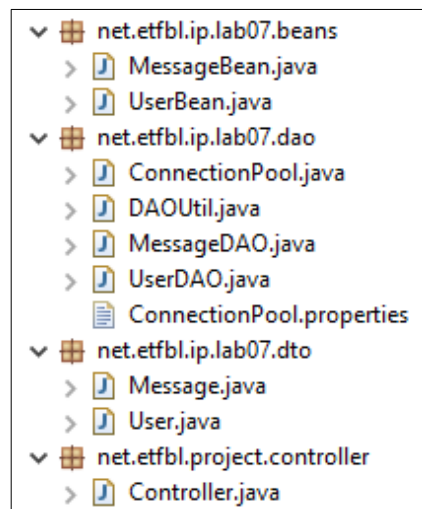 net.etfbl.ip.lab07.beans
MessageBean.java
UserBean.java
net.etfbl.ip.lab07.dao
ConnectionPool.java
DAOUtil.java
MessageDAO.java
UserDAO.java
ConnectionPool.properties
net.etfbl.ip.lab07.dto
Message.java
User.java
net.etfbl.project.controller
Controller.java